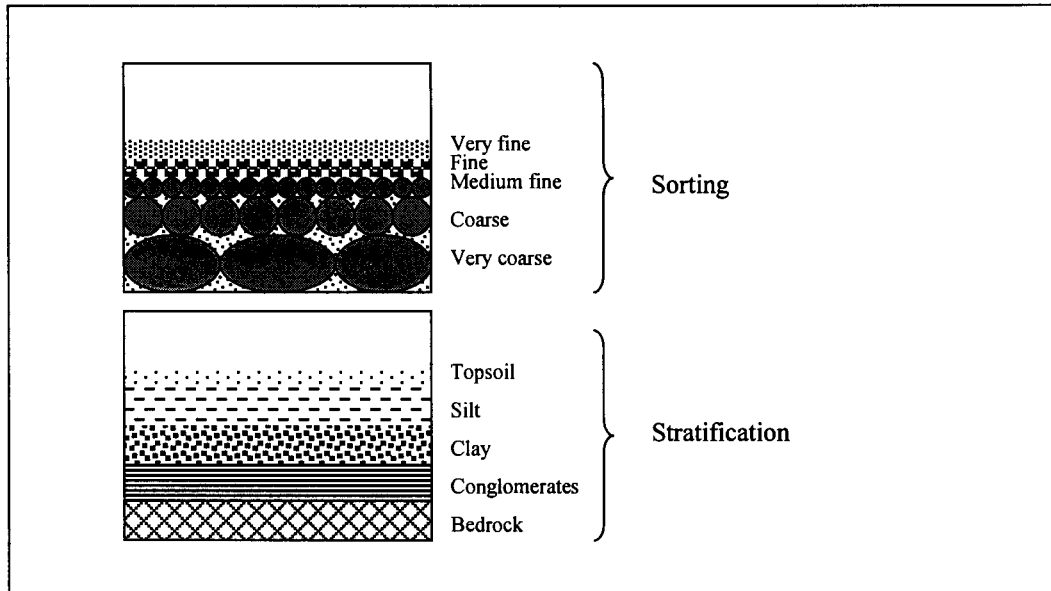 Very fine
Fine
Medium fine
Coarse
Very coarse
Sorting
Topsoil
Silt
Clay
Conglomerates
Bedrock
Stratification